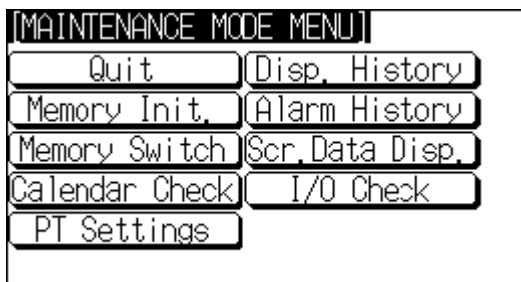 [MAINTENANCE MODE MENU]
Quit Disp. History
Memory Init. Alarm History
Memory Switch Scr.Data Disp.
Calendar Check I/O Check
PT Settings